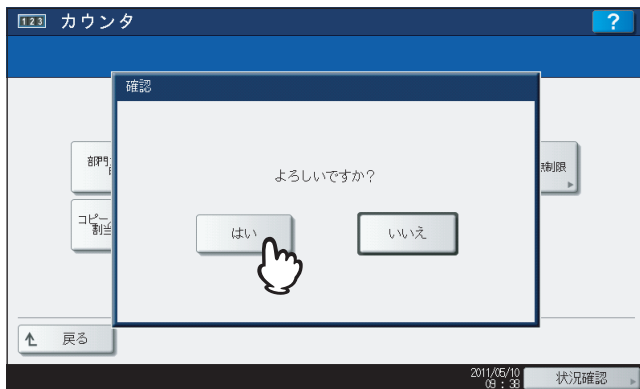 123 カウンタ
?
確認
部門
制限
よろしいですか?
コピー
割当
はい
いいえ
戻る
2011/05/10
09:38
状況確認